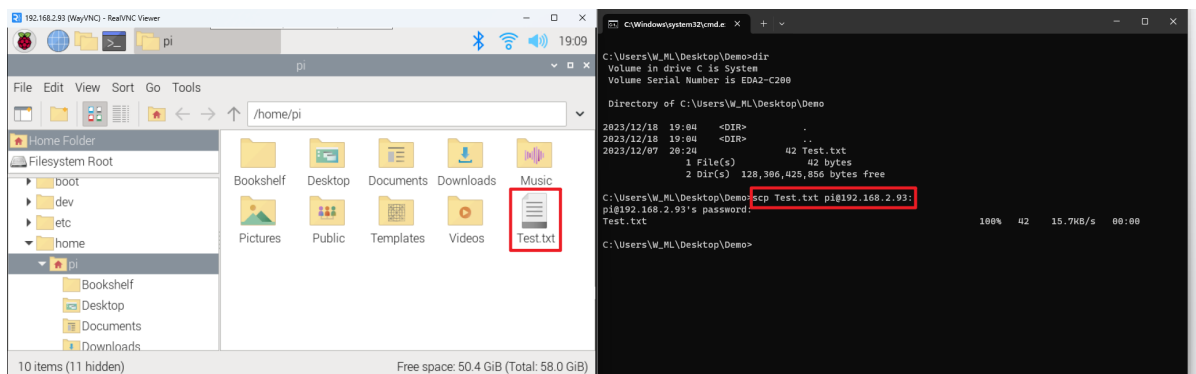 192.168.2.93 (WayVNC) - RealVNC Viewer
pi
19:09
pi
File Edit View Sort Go Tools
/home/pi
Home Folder
Filesystem Root
boot
dev
etc
home
pi
Bookshelf
Desktop
Documents
Downloads
Bookshelf Desktop Documents Downloads Music
Pictures Public Templates Videos Test.txt
10 items (11 hidden) Free space: 50.4 GiB (Total: 58.0 GiB)
C:\Windows\system32\cmd.e:
C:\Users\W_ML\Desktop\Demo>dir
Volume in drive C is System
Volume Serial Number is EDA2-C200
Directory of C:\Users\W_ML\Desktop\Demo
2023/12/18 19:04 <DIR> .
2023/12/18 19:04 <DIR> ..
2023/12/07 20:24 42 Test.txt
1 File(s) 42 bytes
2 Dir(s) 128,306,425,856 bytes free
C:\Users\W_ML\Desktop\Demo>scp Test.txt pi@192.168.2.93:
pi@192.168.2.93's password:
Test.txt 100% 42 15.7KB/s 00:00
C:\Users\W_ML\Desktop\Demo>